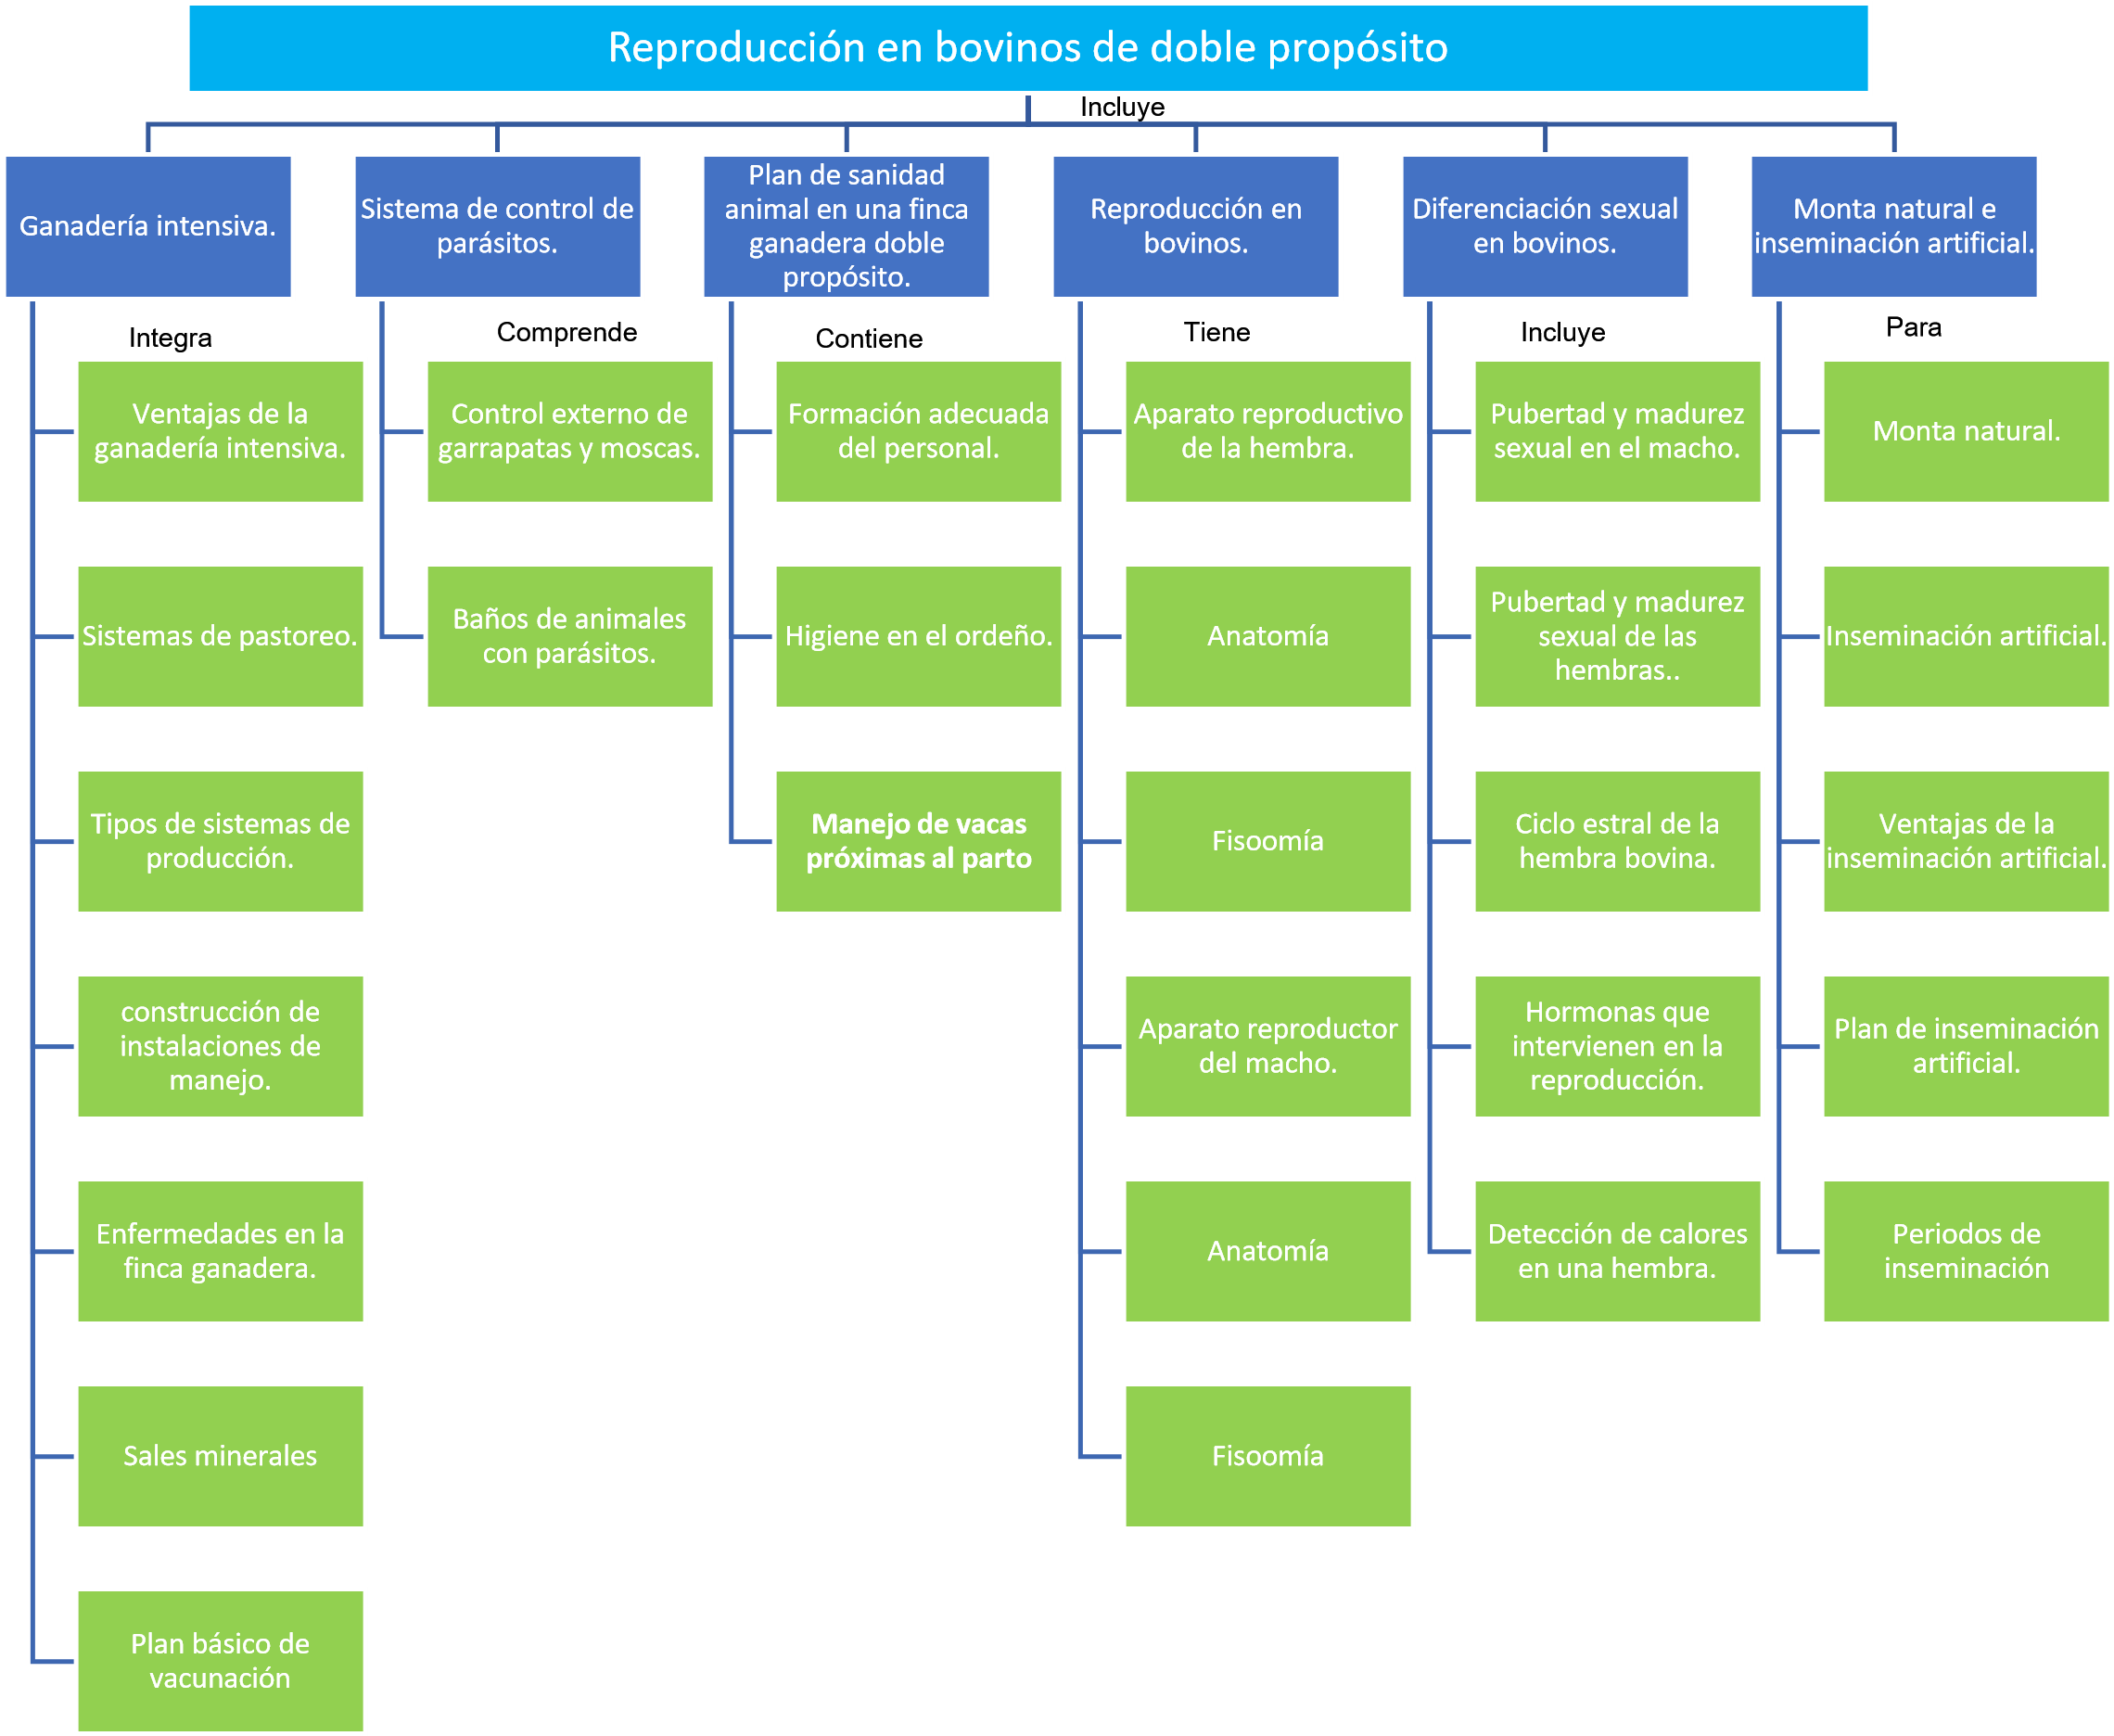 Reproducción en bovinos de doble propósito
Incluye
Ganadería intensiva.
Integra
Ventajas de la
ganadería intensiva.
Sistemas de pastoreo.
Tipos de sistemas de
producción.
construcción de
instalaciones de
manejo.
Enfermedades en la
finca ganadera.
Sales minerales
Plan básico de
vacunación
Sistema de control de
parásitos.
Comprende
Control externo de
garrapatas y moscas.
Baños de animales
con parásitos.
Plan de sanidad
animal en una finca
ganadera doble
propósito.
Contiene
Formación adecuada
del personal.
Higiene en el ordeño.
Manejo de vacas
próximas al parto
Reproducción en
bovinos.
Tiene
Aparato reproductivo
de la hembra.
Anatomía
Fisoomía
Aparato reproductor
del macho.
Anatomía
Fisoomía
Diferenciación sexual
en bovinos.
Incluye
Pubertad y madurez
sexual en el macho.
Pubertad y madurez
sexual de las
hembras..
Ciclo estral de la
hembra bovina.
Hormonas que
intervienen en la
reproducción.
Detección de calores
en una hembra.
Monta natural e
inseminación artificial.
Para
Monta natural.
Inseminación artificial.
Ventajas de la
inseminación artificial.
Plan de inseminación
artificial.
Periodos de
inseminación